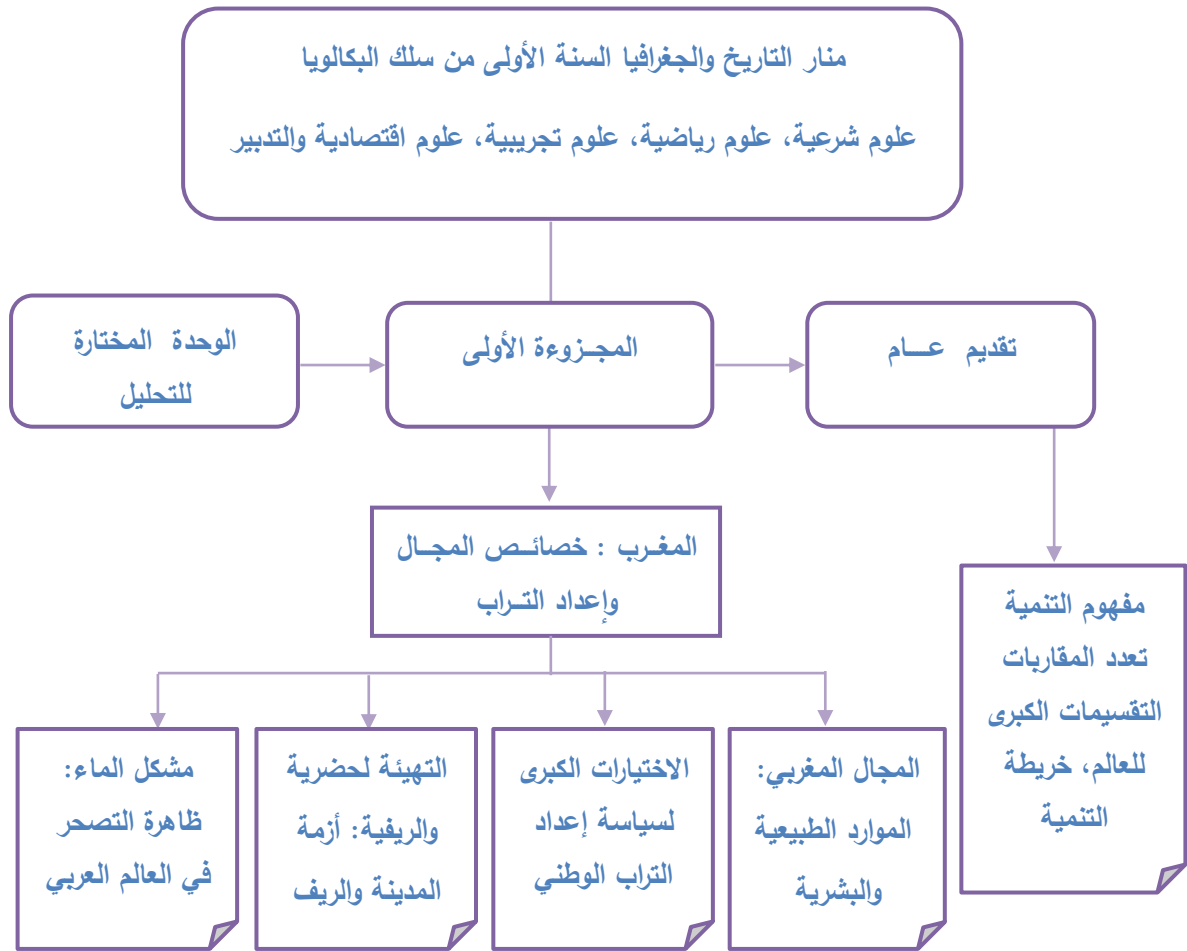 منار التاريخ والجغرافيا السنة الأولى من سلك البكالويا
علوم شرعية، علوم رياضية، علوم تجريبية، علوم اقتصادية والتدبير
تقديم عـــام
المجـزوءة الأولى
الوحدة المختارة
للتحليل
المغـرب : خصائـص المجـال
وإعداد التـراب
مفهوم التنمية
تعدد المقاربات
التقسيمات الكبرى
للعالم، خريطة
التنمية
المجال المغربي:
الموارد الطبيعية
والبشرية
الاختيارات الكبرى
لسياسة إعداد
التراب الوطني
التهيئة لحضرية
والريفية: أزمة
المدينة والريف
مشكل الماء:
ظاهرة التصحر
في العالم العربي